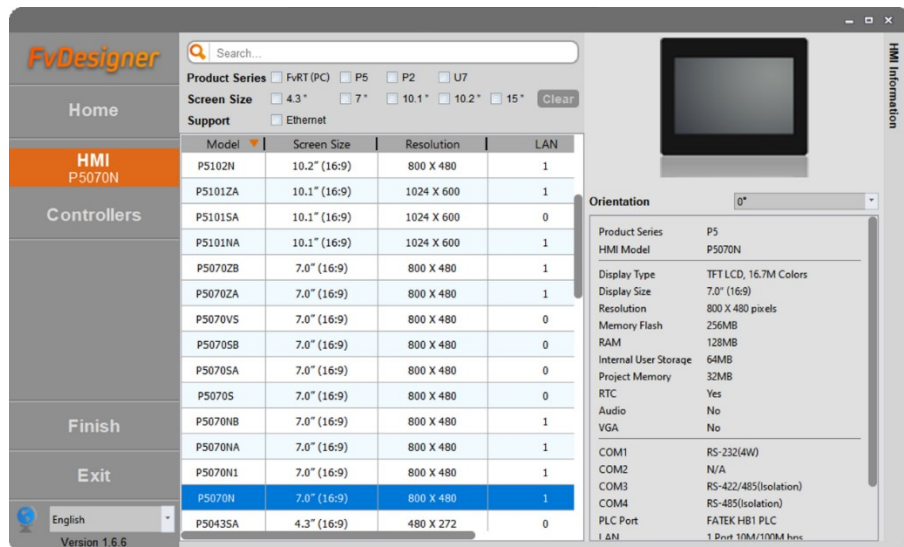 FvDesigner
Home
HMI
P5070N
Controllers
Finish
Exit
English
Version 1.6.6
Search...
Product Series FvRT (PC) P5 P2 U7
Screen Size 4.3" 7" 10.1" 10.2" 15" Clear
Support Ethernet
Model Screen Size Resolution LAN
P5102N 10.2" (16:9) 800 X 480 1
P5101ZA 10.1" (16:9) 1024 X 600 1
P5101SA 10.1" (16:9) 1024 X 600 0
P5101NA 10.1" (16:9) 1024 X 600 1
P5070ZB 7.0" (16:9) 800 X 480 1
P5070ZA 7.0" (16:9) 800 X 480 1
P5070VS 7.0" (16:9) 800 X 480 0
P5070SB 7.0" (16:9) 800 X 480 0
P5070SA 7.0" (16:9) 800 X 480 0
P5070S 7.0" (16:9) 800 X 480 0
P5070NB 7.0" (16:9) 800 X 480 1
P5070NA 7.0" (16:9) 800 X 480 1
P5070N1 7.0" (16:9) 800 X 480 1
P5070N 7.0" (16:9) 800 X 480 1
P5043SA 4.3" (16:9) 480 X 272 0
HMI Information
Orientation 0°
Product Series P5
HMI Model P5070N
Display Type TFT LCD, 16.7M Colors
Display Size 7.0" (16:9)
Resolution 800 X 480 pixels
Memory Flash 256MB
RAM 128MB
Internal User Storage 64MB
Project Memory 32MB
RTC Yes
Audio No
VGA No
COM1 RS-232(4W)
COM2 N/A
COM3 RS-422/485(Isolation)
COM4 RS-485(Isolation)
PLC Port FATEK HB1 PLC
LAN 1 Port 10M/100M bps